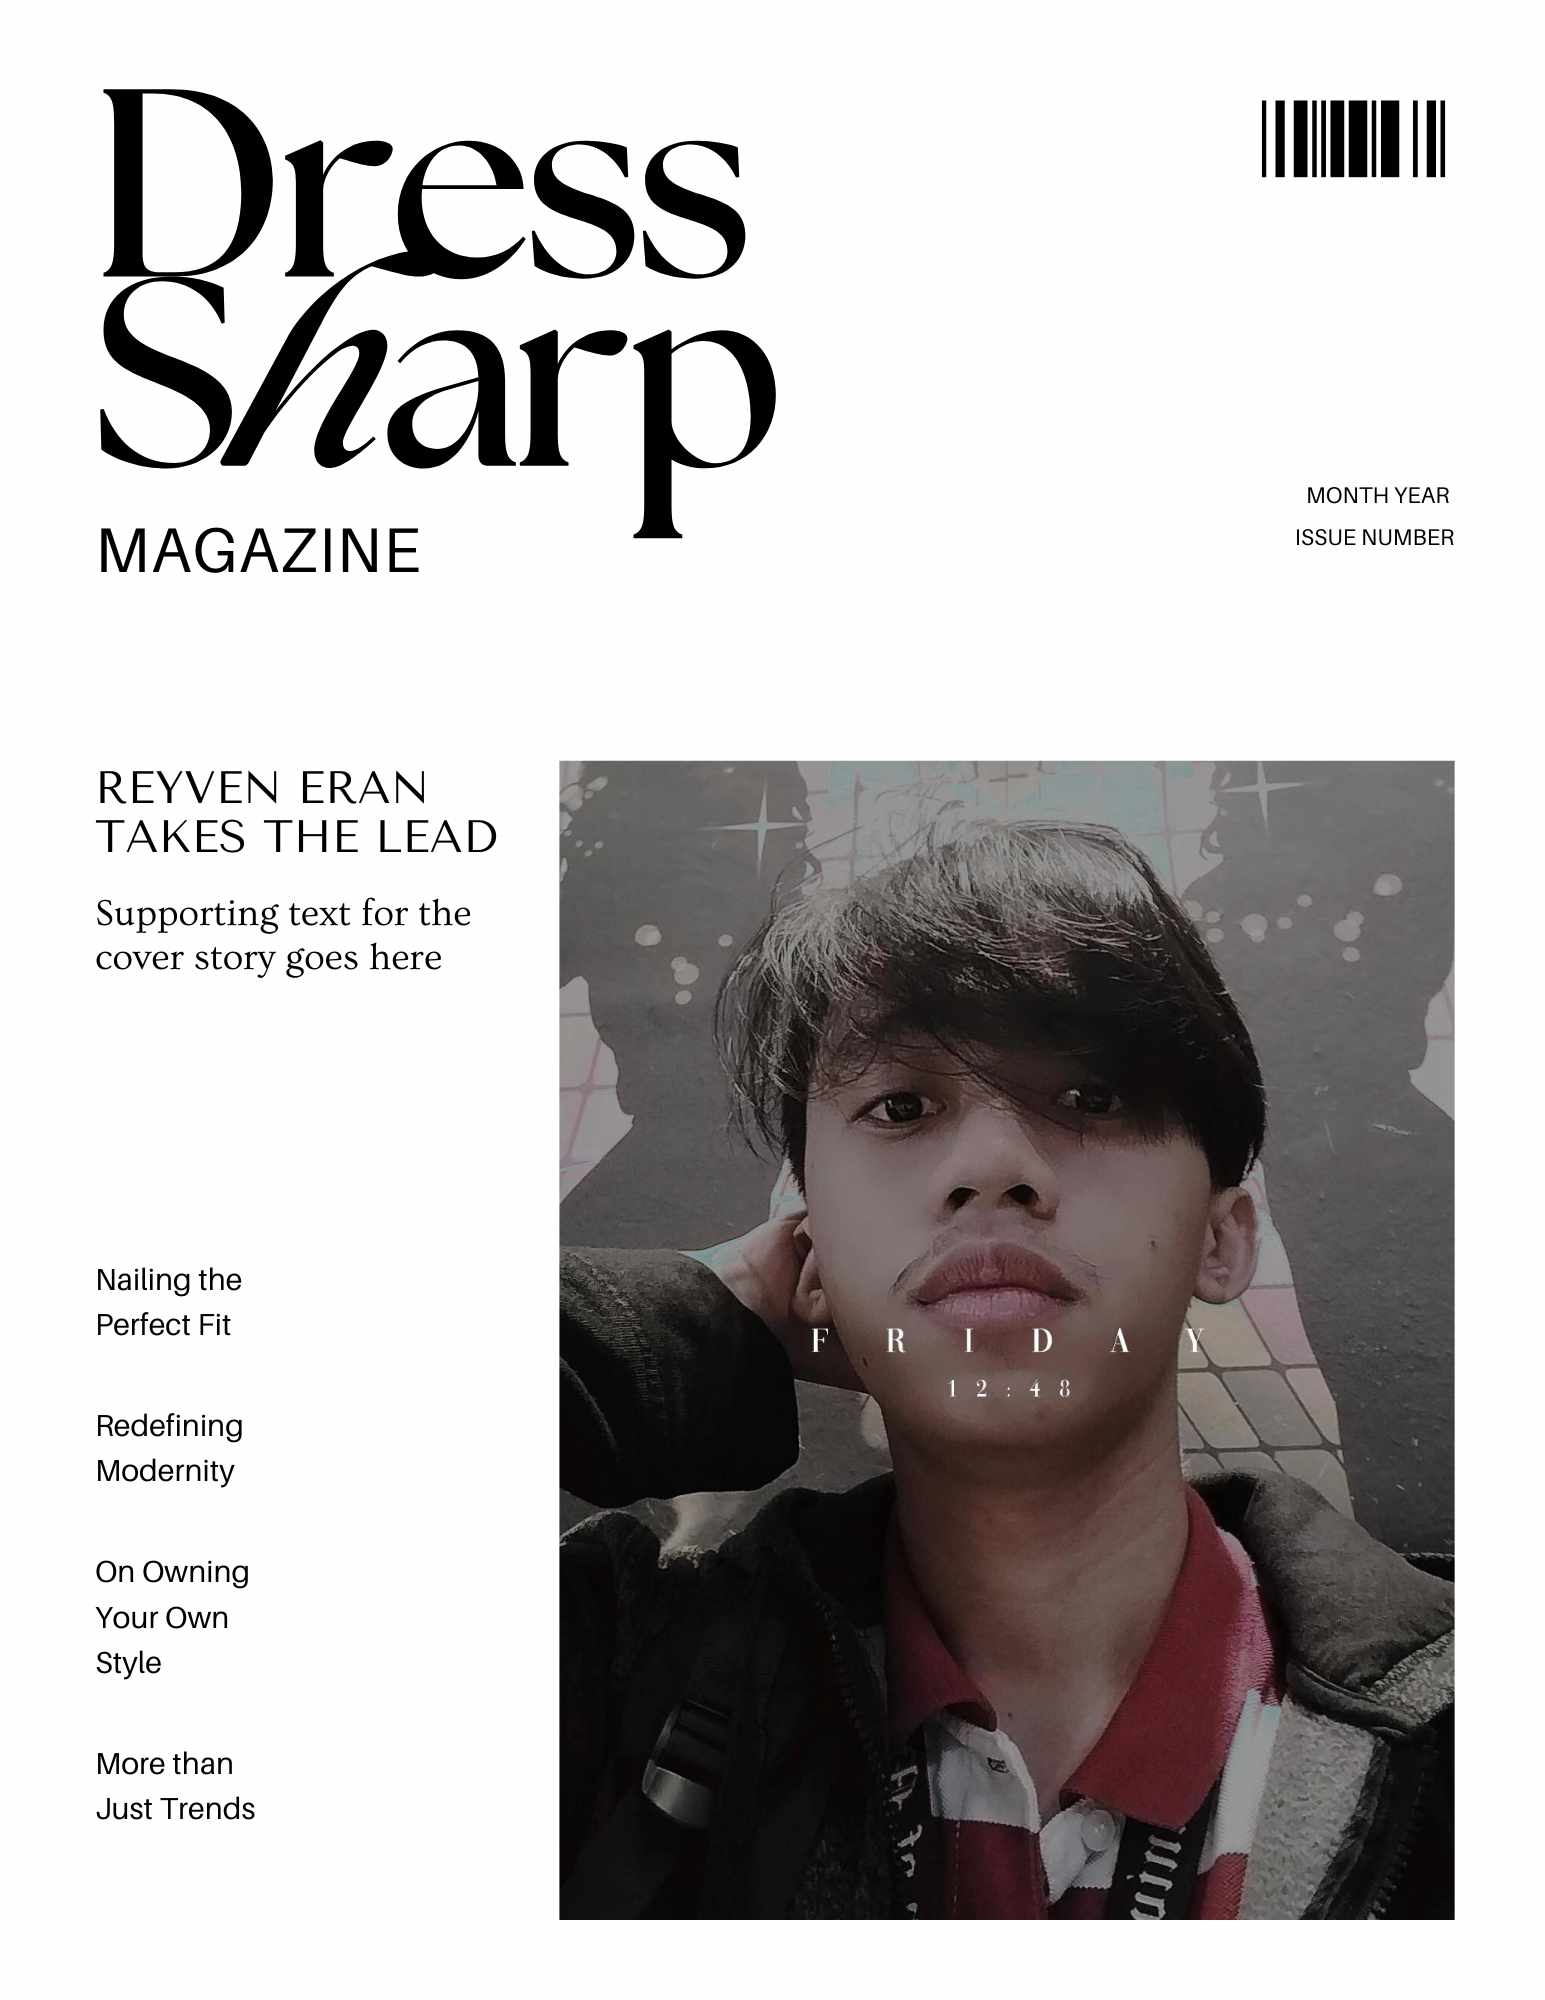 Dress
Sharp
MAGAZINE
MONTH YEAR
ISSUE NUMBER
REYVEN ERAN
TAKES THE LEAD
Supporting text for the
cover story goes here
Nailing the
Perfect Fit
Redefining
Modernity
On Owning
Your Own
Style
More than
Just Trends
FRIDAY
12:48